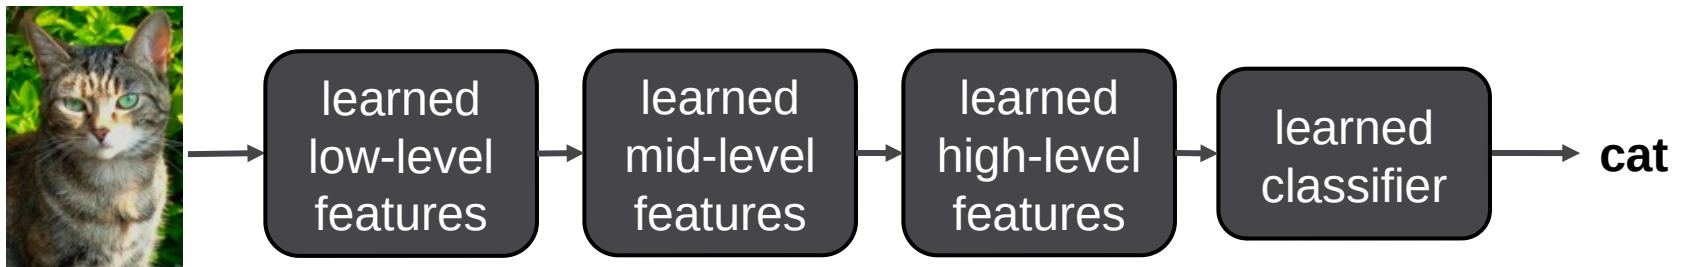 learned
low-level
features
learned
mid-level
features
learned
high-level
features
learned
classifier
cat